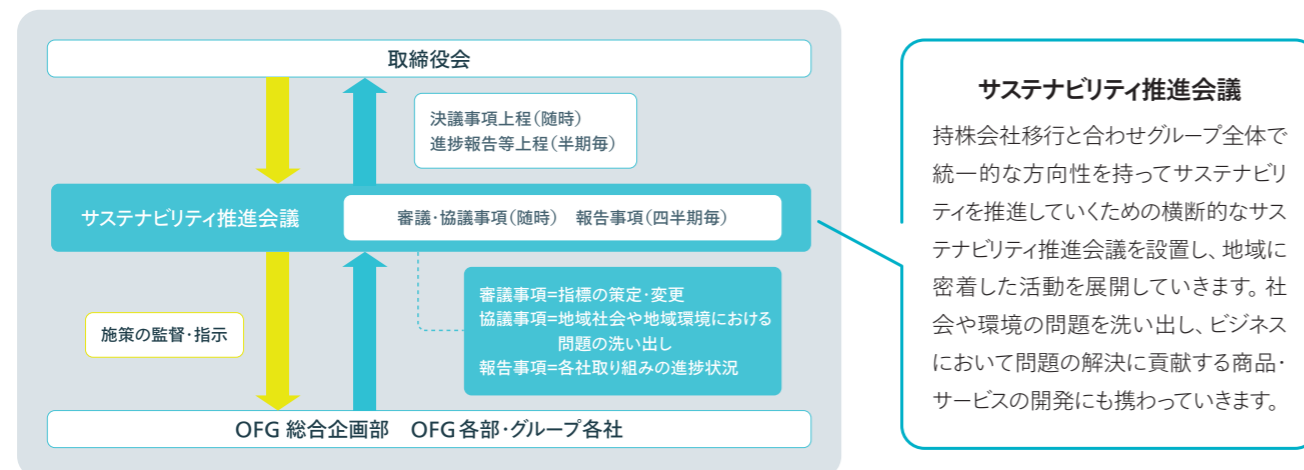 取締役会
決議事項上程(随時)
進捗報告等上程(半期毎)
サステナビリティ推進会議
審議・協議事項(随時) 報告事項(四半期毎)
審議事項=指標の策定・変更
協議事項=地域社会や地域環境における
問題の洗い出し
報告事項=各社取り組みの進捗状況
施策の監督・指示
OFG 総合企画部 OFG各部・グループ各社
サステナビリティ推進会議
持株会社移行と合わせグループ全体で
統一的な方向性を持ってサステナビリ
ティを推進していくための横断的なサス
テナビリティ推進会議を設置し、地域に
密着した活動を展開していきます。社
会や環境の問題を洗い出し、ビジネス
において問題の解決に貢献する商品・
サービスの開発にも携わっていきます。